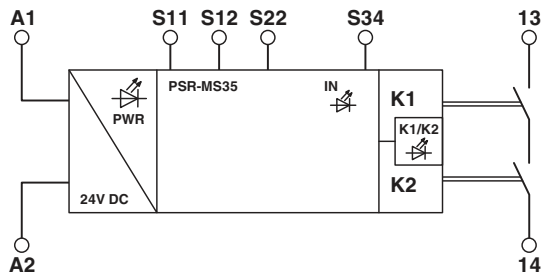 A1 S11 S12 S22 S34 13
PSR-MS35 IN
PWR
K1
K1/K2
K2
24V DC
A2 14